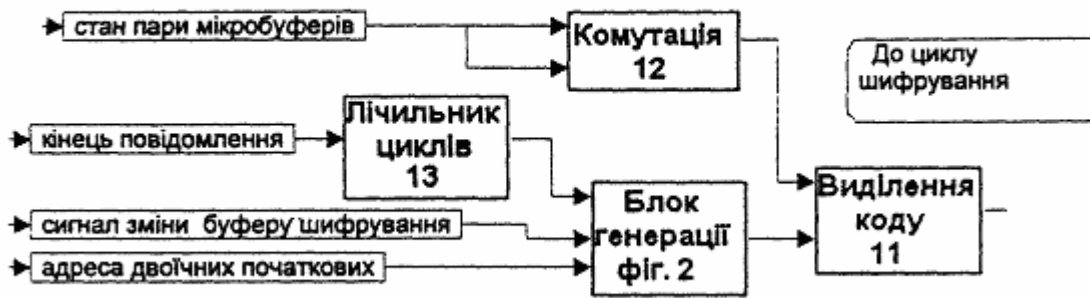 стан пари мікробуферів
Комутація
12
До циклу
шифрування
кінець повідомлення
Лічильник
циклів
13
сигнал зміни буферу шифрування
адреса двоїчних початкових
Блок
генерації
фіг. 2
Виділення
коду
11